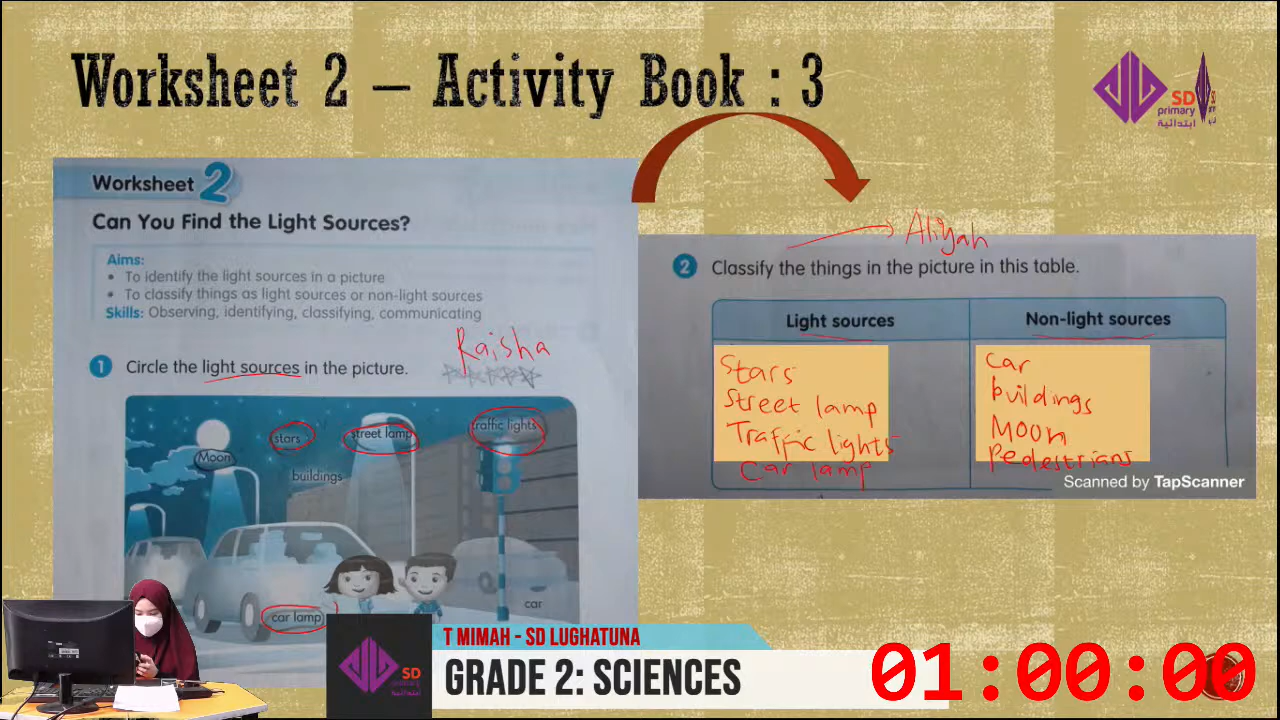 Worksheet 2 – Activity Book : 3
SD
primary
ابتدائية
Worksheet 2
Can You Find the Light Sources?
Aims:
• To identify the light sources in a picture
• To classify things as light sources or non-light sources
Skills: Observing, identifying, classifying, communicating
Raisha
1 Circle the light sources in the picture.
Moon
stars
street lamp
traffic lights
buildings
car
car lamp
Aliyah
2 Classify the things in the picture in this table.
Light sources
Non-light sources
Stars
Street lamp
Traffic lights
Car lamp
Car
buildings
Moon
Pedestrians
Scanned by TapScanner
SD
primary
ابتدائية
T MIMAH - SD LUGHATUNA
GRADE 2: SCIENCES
01:00:00